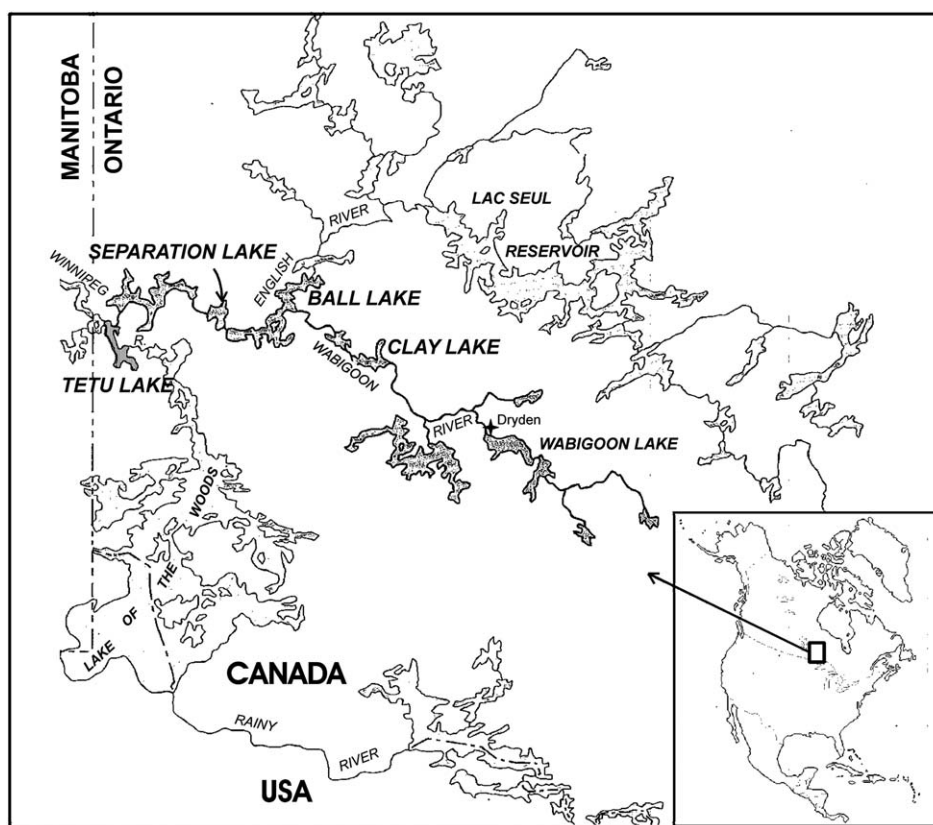 MANITOBA
ONTARIO
LAC SEUL
RIVER
RESERVOIR
SEPARATION LAKE
WINNIPEG
ENGLISH
BALL LAKE
R.
CLAY LAKE
WABIGOON
TETU LAKE
Dryden
RIVER
WABIGOON LAKE
LAKE OF THE WOODS
CANADA
RAINY
RIVER
USA